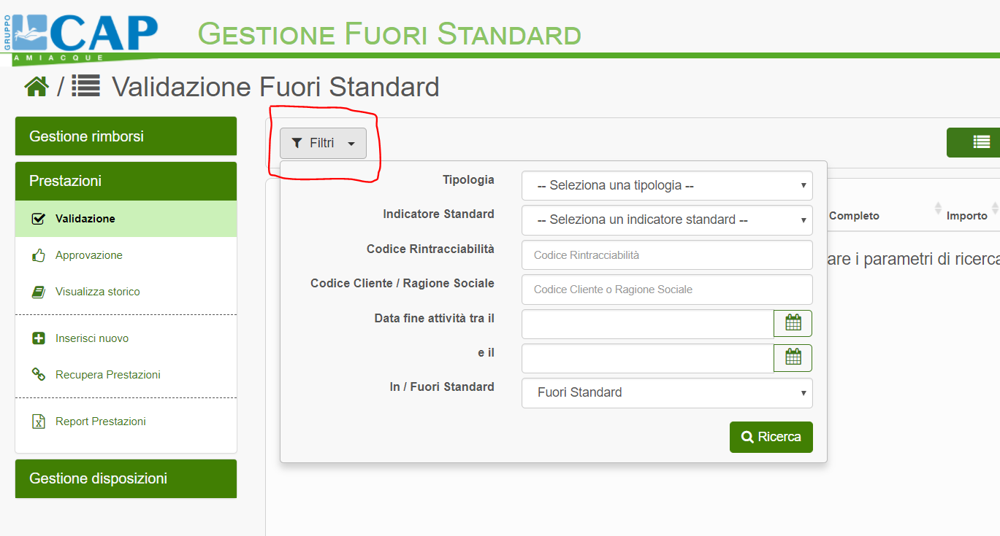 GRUPPO CAP
AMIACQUE
GESTIONE FUORI STANDARD
/ Validazione Fuori Standard
Gestione rimborsi
Prestazioni
Validazione
Approvazione
Visualizza storico
Inserisci nuovo
Recupera Prestazioni
Report Prestazioni
Gestione disposizioni
Filtri
Tipologia -- Seleziona una tipologia --
Indicatore Standard -- Seleziona un indicatore standard --
Codice Rintracciabilità Codice Rintracciabilità
Codice Cliente / Ragione Sociale Codice Cliente o Ragione Sociale
Data fine attività tra il
e il
In / Fuori Standard Fuori Standard
Ricerca
Completo Importo
are i parametri di ricerca